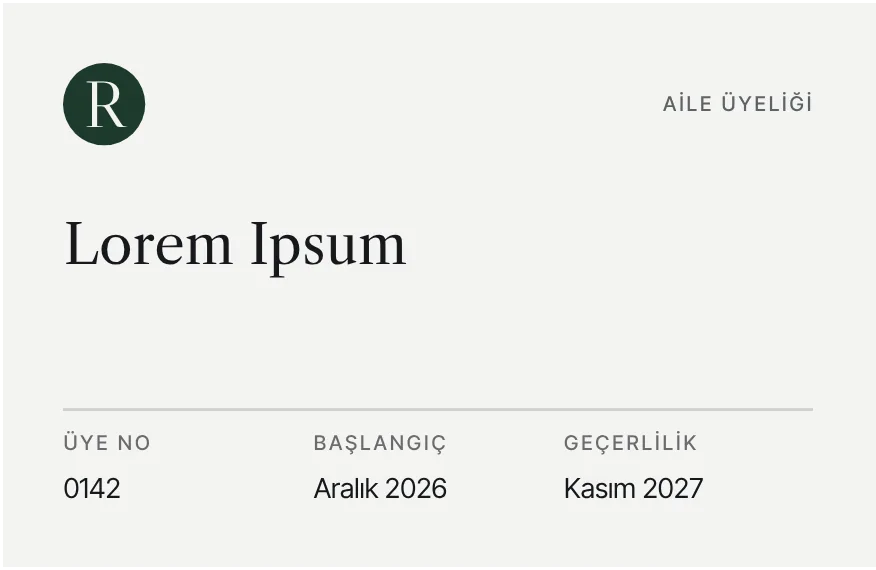 R
AİLE ÜYELİĞİ
Lorem Ipsum
ÜYE NO BAŞLANGIÇ GEÇERLİLİK
0142 Aralık 2026 Kasım 2027